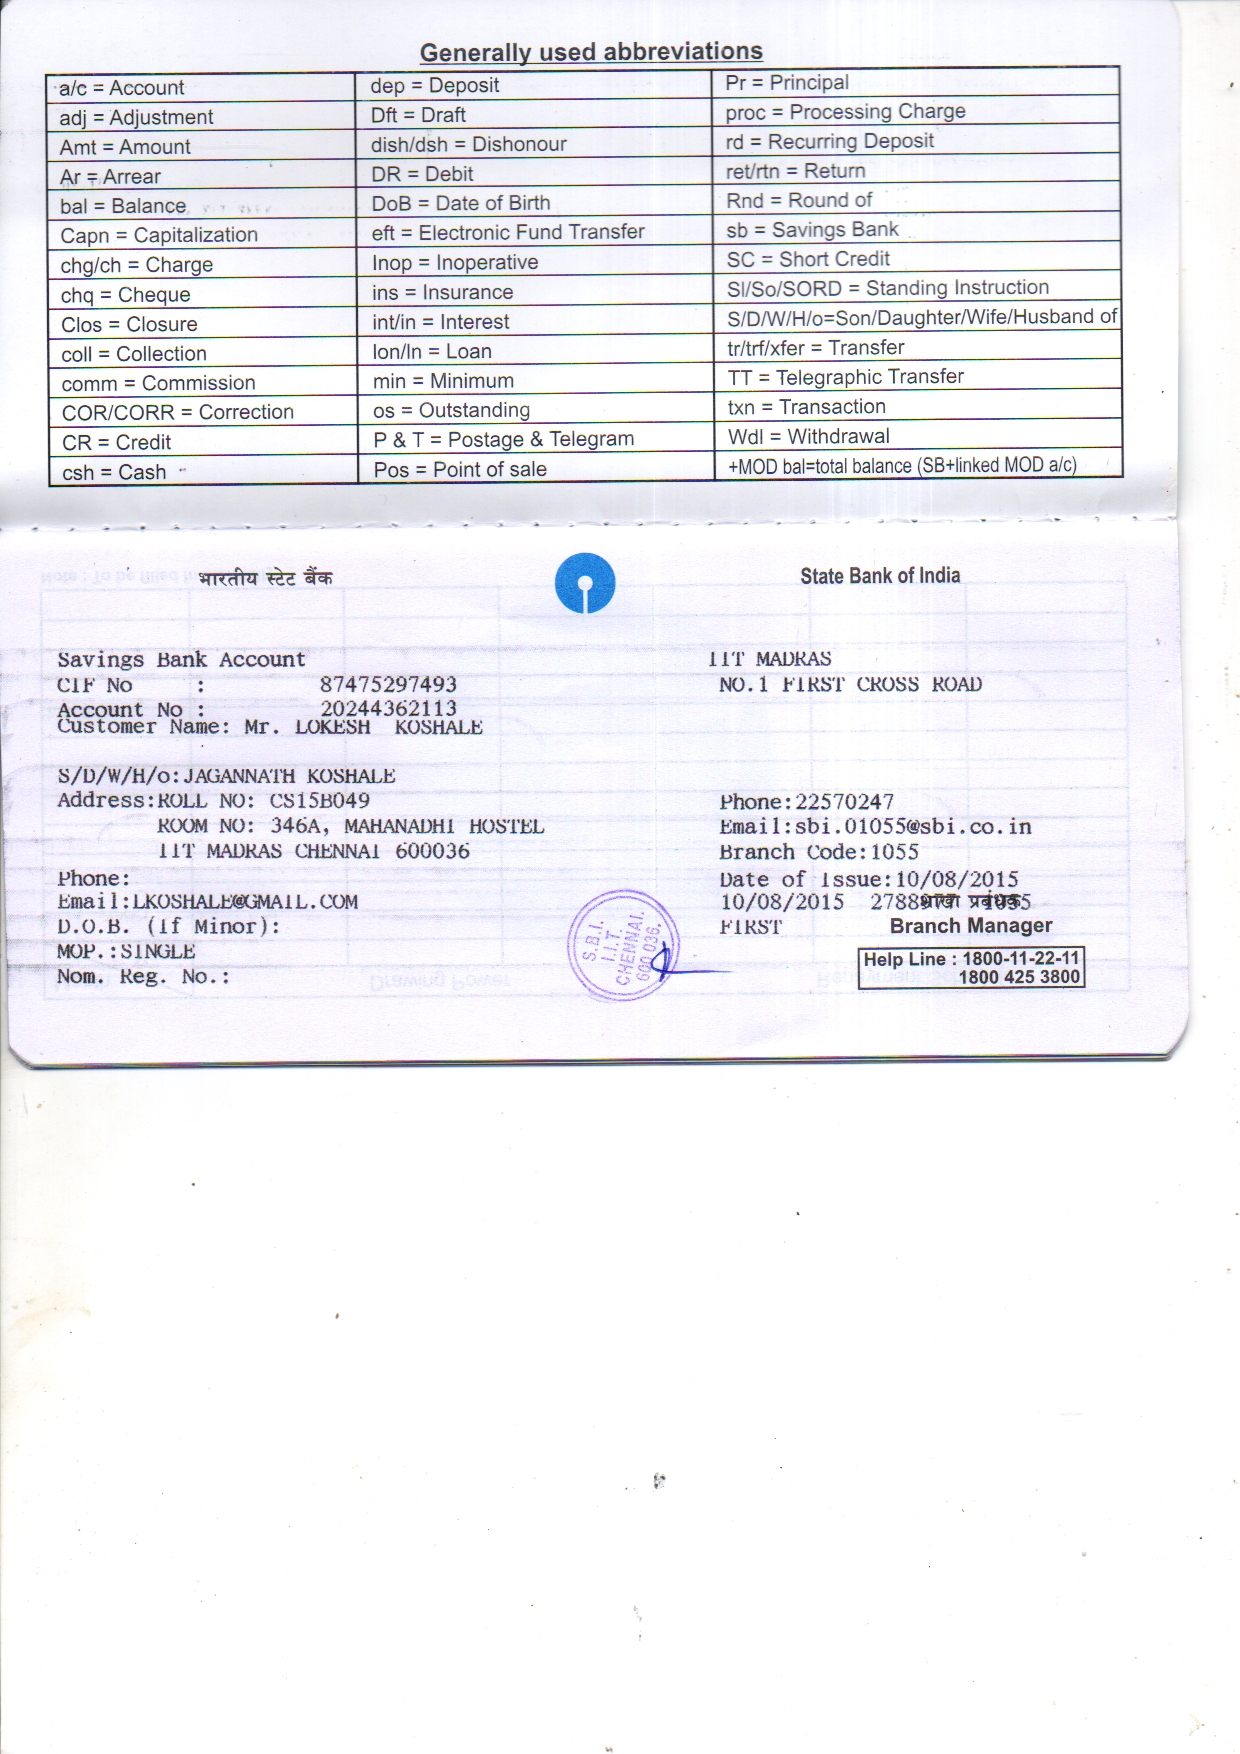 Generally used abbreviations
a/c = Account
dep = Deposit
Pr = Principal
adj = Adjustment
Dft = Draft
proc = Processing Charge
Amt = Amount
dish/dsh = Dishonour
rd = Recurring Deposit
Ar = Arrear
DR = Debit
ret/rtn = Return
bal = Balance
DoB = Date of Birth
Rnd = Round of
Capn = Capitalization
eft = Electronic Fund Transfer
sb = Savings Bank
chg/ch = Charge
Inop = Inoperative
SC = Short Credit
chq = Cheque
ins = Insurance
SI/So/SORD = Standing Instruction
Clos = Closure
int/in = Interest
S/D/W/H/o=Son/Daughter/Wife/Husband of
coll = Collection
lon/ln = Loan
tr/trf/xfer = Transfer
comm = Commission
min = Minimum
TT = Telegraphic Transfer
COR/CORR = Correction
os = Outstanding
txn = Transaction
CR = Credit
P & T = Postage & Telegram
Wdl = Withdrawal
csh = Cash
Pos = Point of sale
+MOD bal=total balance (SB+linked MOD a/c)
भारतीय स्टेट बैंक
State Bank of India
Savings Bank Account
CIF No : 87475297493
Account No : 20244362113
Customer Name: Mr. LOKESH KOSHALE
S/D/W/H/o:JAGANNATH KOSHALE
Address:ROLL NO: CS15B049
ROOM NO: 346A, MAHANADHI HOSTEL
IIT MADRAS CHENNAI 600036
Phone:
Email:LKOSHALE@GMAIL.COM
D.O.B. (If Minor):
MOP.:SINGLE
Nom. Reg. No.:
S.B.I.
I.I.T.
CHENNAI.
600 036.
IIT MADRAS
NO.1 FIRST CROSS ROAD
Phone:22570247
Email:sbi.01055@sbi.co.in
Branch Code:1055
Date of Issue:10/08/2015
10/08/2015
शाखा प्रबंधक
FIRST
Branch Manager
Help Line : 1800-11-22-11
1800 425 3800